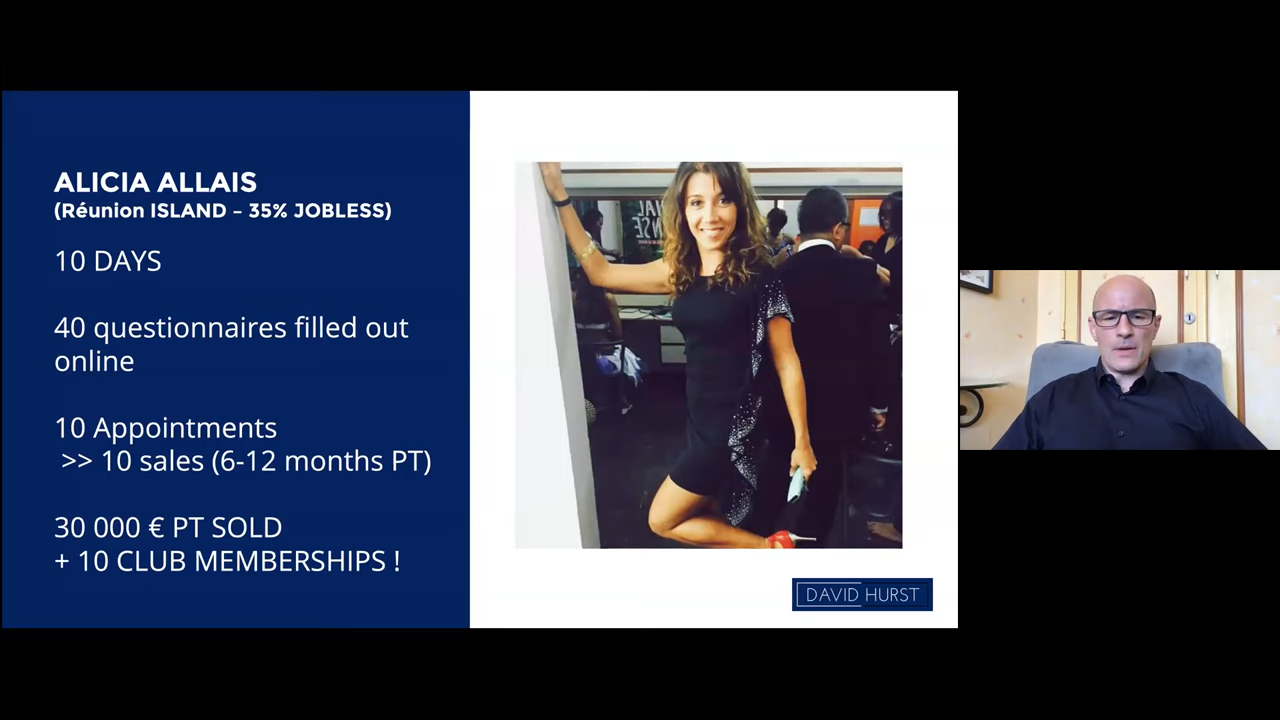 ALICIA ALLAIS
(Réunion ISLAND – 35% JOBLESS)
10 DAYS
40 questionnaires filled out
online
10 Appointments
>> 10 sales (6-12 months PT)
30 000 € PT SOLD
+ 10 CLUB MEMBERSHIPS !
DAVID HURST